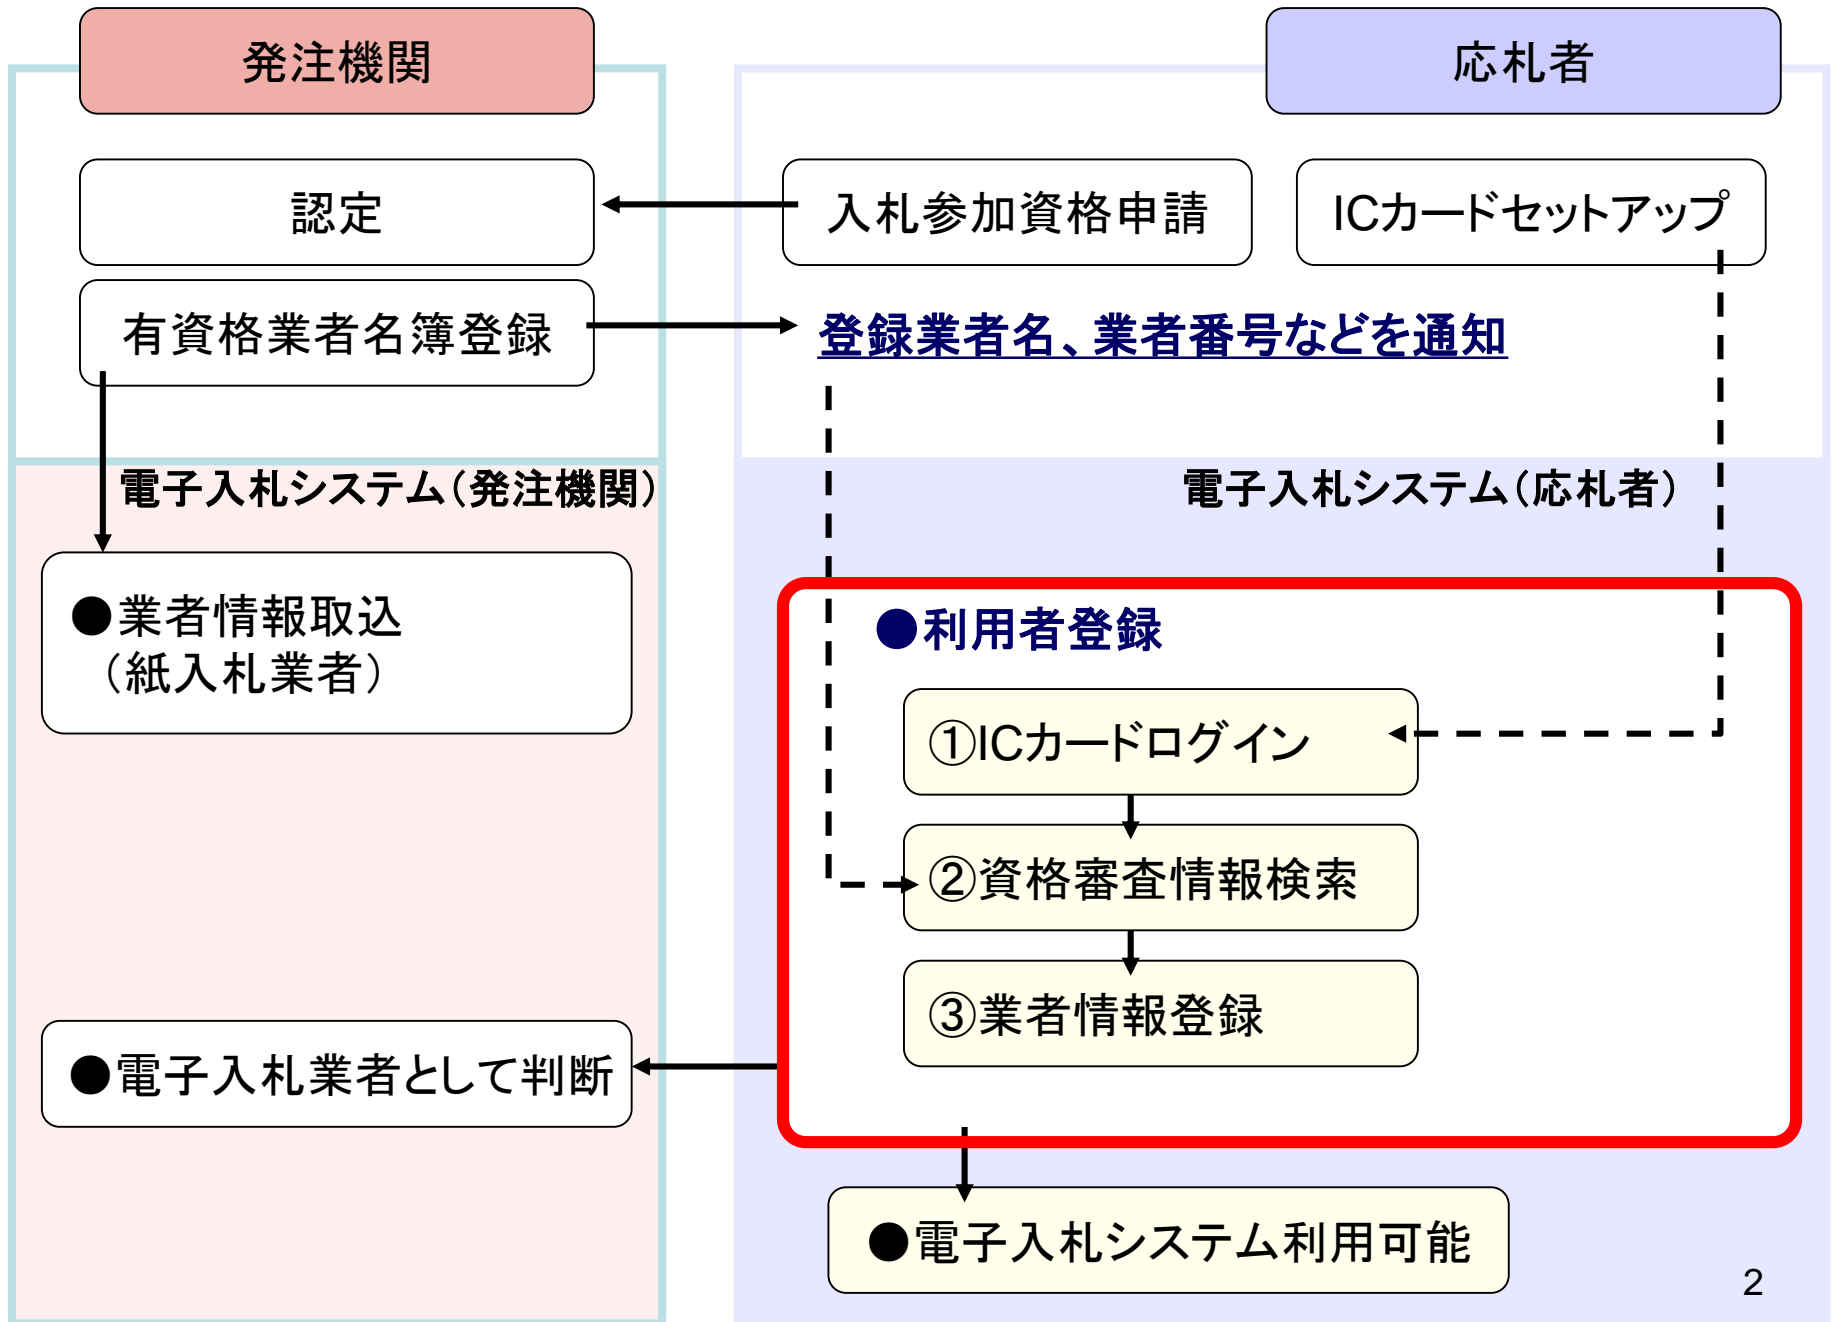 発注機関
応札者
認定
入札参加資格申請
ICカードセットアップ
有資格業者名簿登録
登録業者名、業者番号などを通知
電子入札システム（発注機関）
電子入札システム（応札者）
●業者情報取込
（紙入札業者）
●利用者登録
①ICカードログイン
②資格審査情報検索
③業者情報登録
●電子入札業者として判断
●電子入札システム利用可能
2